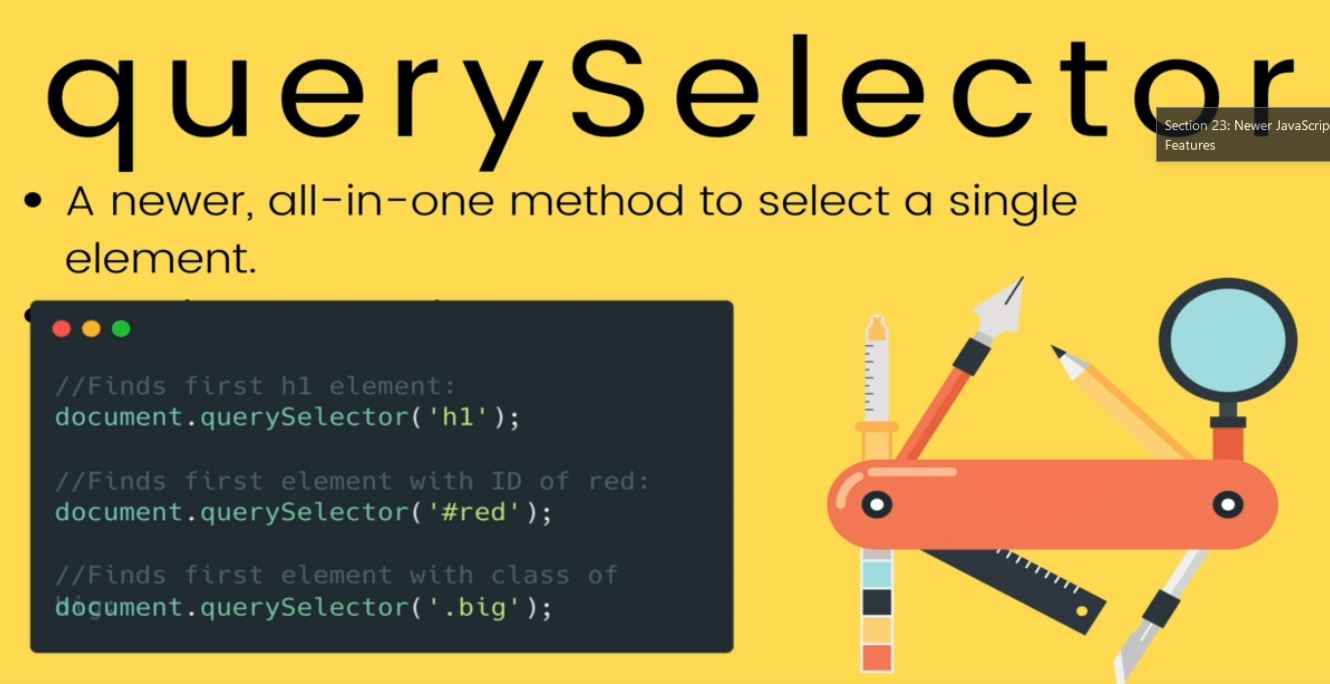 querySelector
Section 23: Newer JavaScrip
Features
• A newer, all-in-one method to select a single
element.
//Finds first h1 element:
document.querySelector('h1');
//Finds first element with ID of red:
document.querySelector('#red');
//Finds first element with class of
document.querySelector('.big');